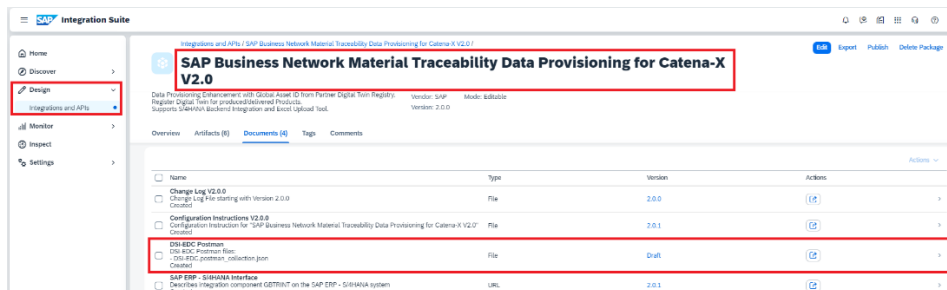 SAP Integration Suite
Home
Discover
Design
Integrations and APIs
Monitor
Inspect
Settings
Integrations and APIs / SAP Business Network Material Traceability Data Provisioning for Catena-X V2.0 /
SAP Business Network Material Traceability Data Provisioning for Catena-X
V2.0
Edit Export Publish Delete Package
Data Provisioning Enhancement with Global Asset ID from Partner Digital Twin Registry.
Register Digital Twin for produced/delivered Products.
Supports S/4HANA Backend Integration and Excel Upload Tool.
Vendor: SAP Mode: Editable
Version: 2.0.0
Overview Artifacts (6) Documents (4) Tags Comments
Actions
Name Type Version Actions
Change Log V2.0.0
Change Log File starting with Version 2.0.0
Created
File 2.0.0
Configuration Instructions V2.0.0
Configuration Instruction for "SAP Business Network Material Traceability Data Provisioning for Catena-X V2.0"
Created
File 2.0.1
DSI-EDC Postman
DSI EDC Postman files:
- DSI-EDC.postman_collection.json
Created
File Draft
SAP ERP - S/4HANA Interface
Describes integration component GBTRINT on the SAP ERP - S/4HANA system
URL 2.0.1